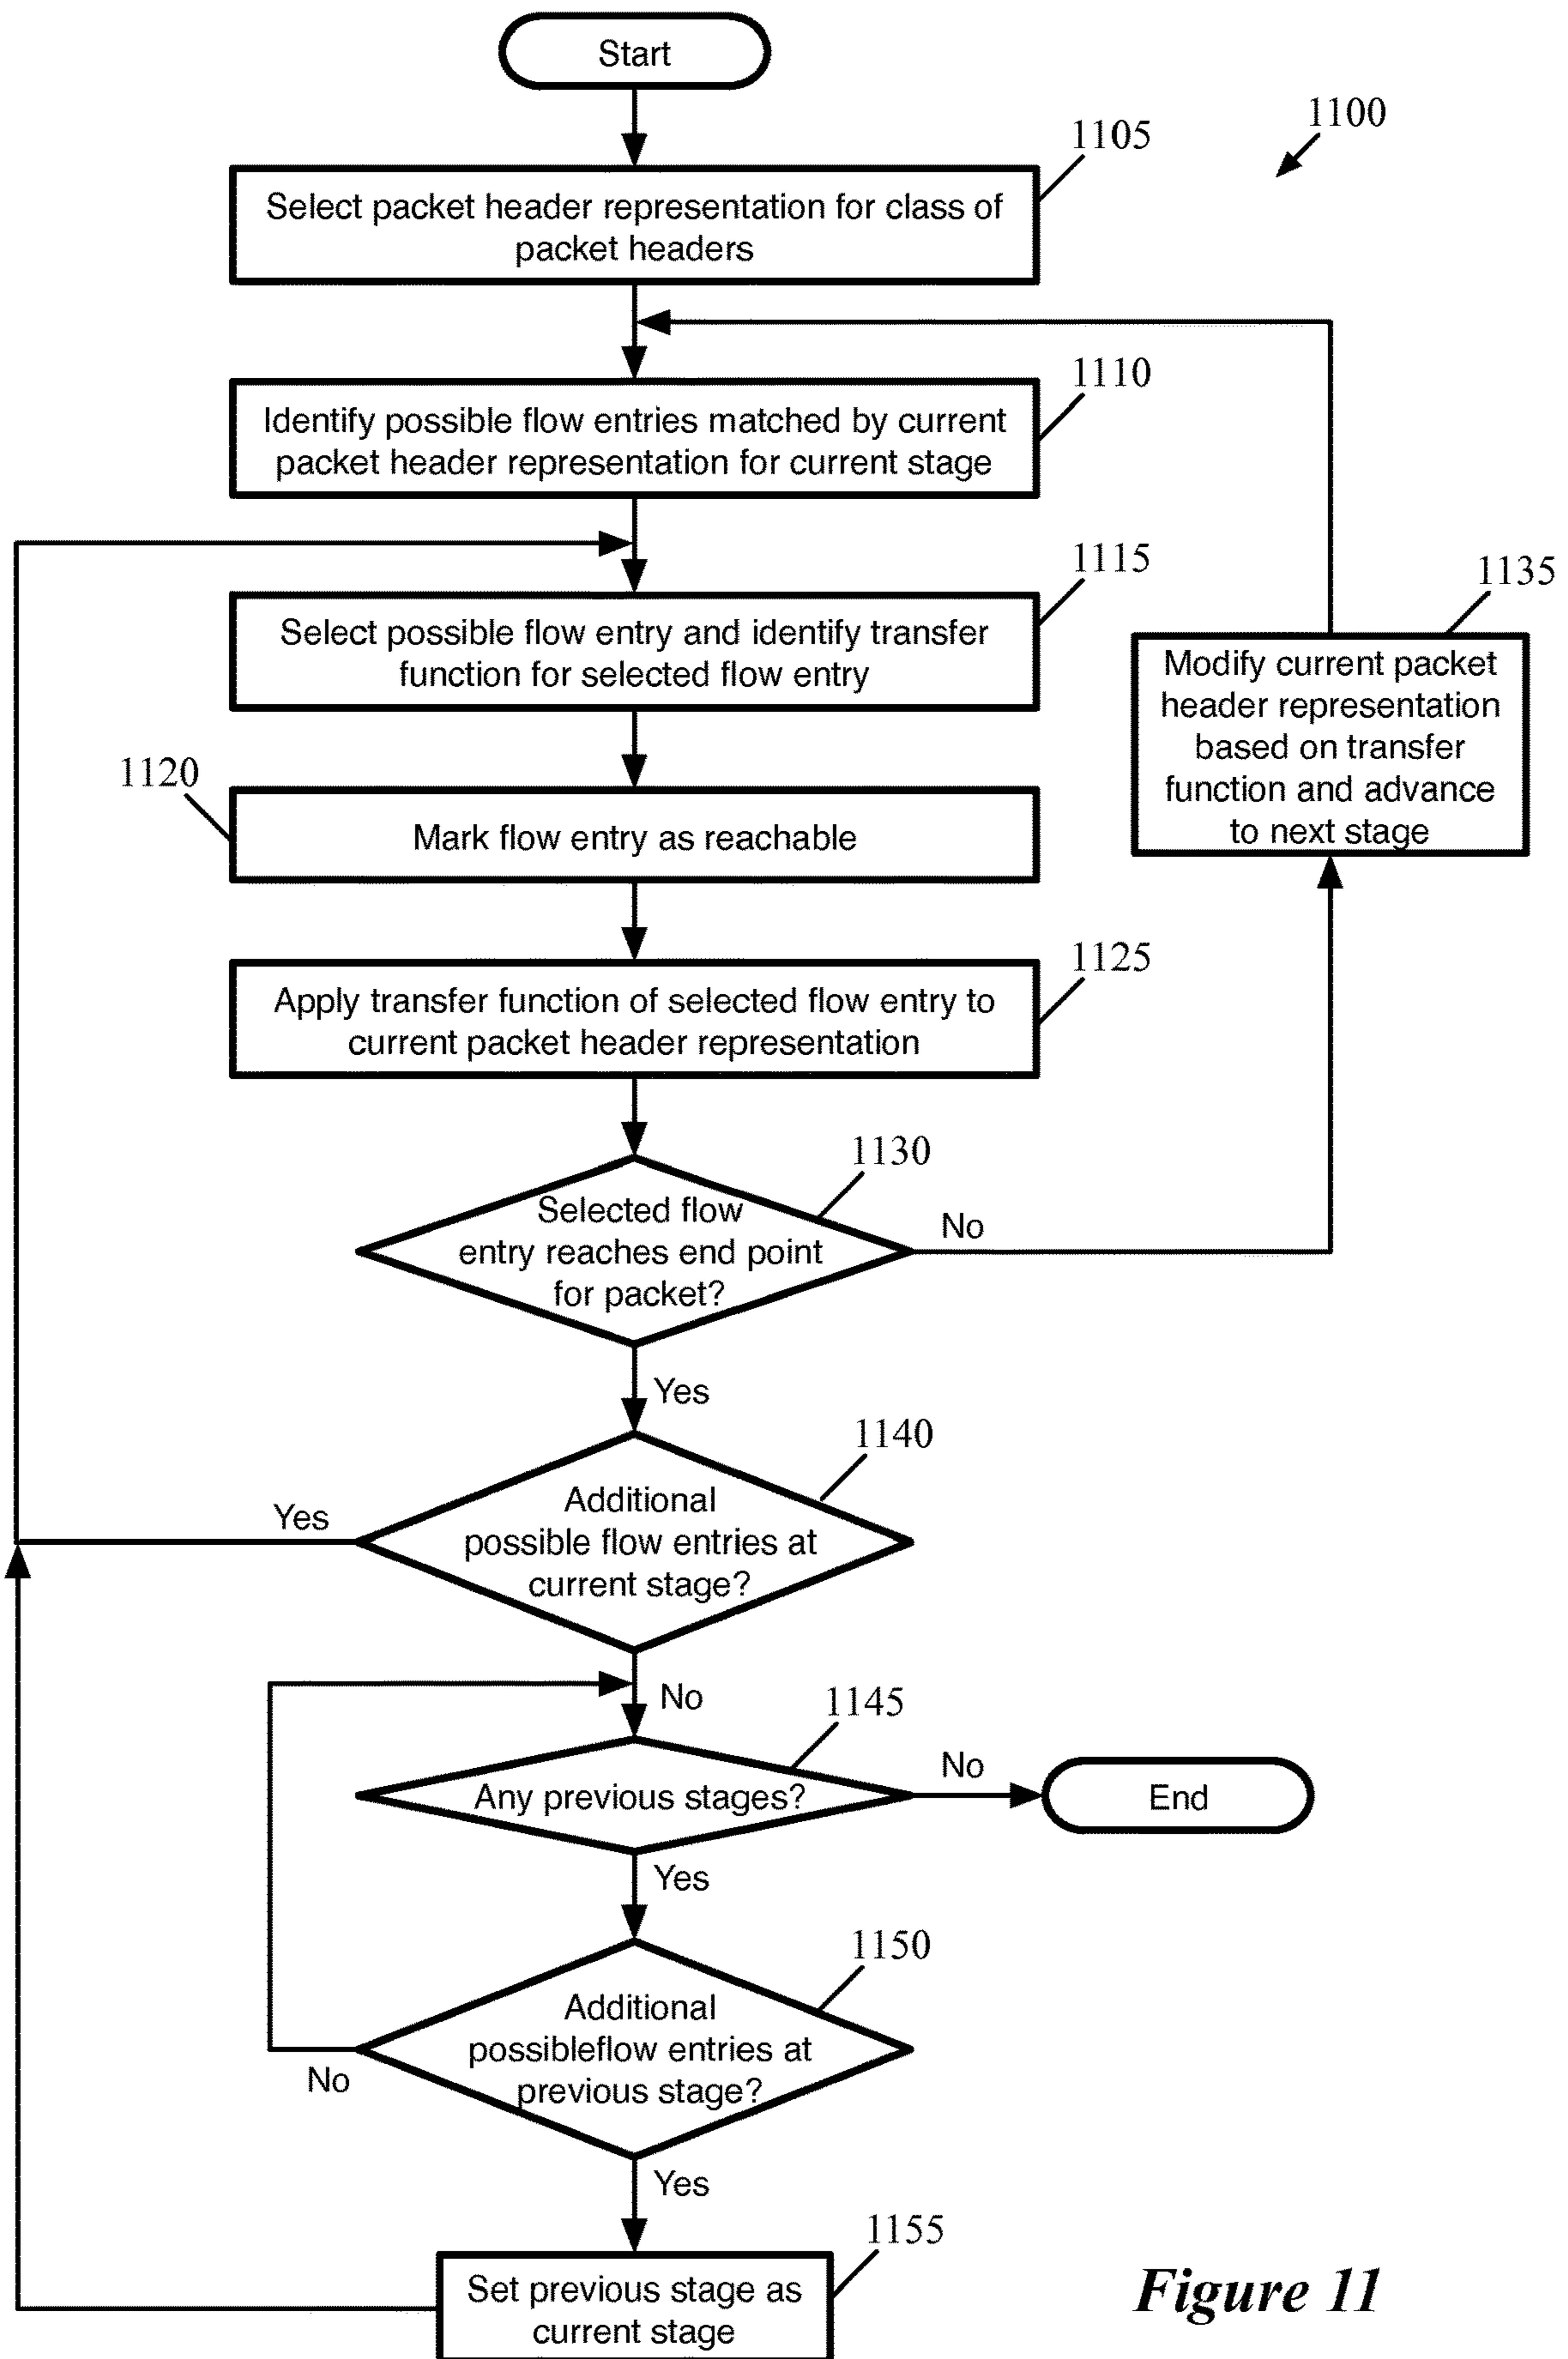 Start
1100
1105
Select packet header representation for class of
packet headers
1110
Identify possible flow entries matched by current
packet header representation for current stage
1115
Select possible flow entry and identify transfer
function for selected flow entry
1135
Modify current packet
header representation
based on transfer
function and advance
to next stage
1120
Mark flow entry as reachable
1125
Apply transfer function of selected flow entry to
current packet header representation
1130
Selected flow
entry reaches end point
for packet?
No
Yes
1140
Additional
possible flow entries at
current stage?
Yes
No
1145
Any previous stages?
No
End
Yes
1150
Additional
possibleflow entries at
previous stage?
No
Yes
1155
Set previous stage as
current stage
Figure 11